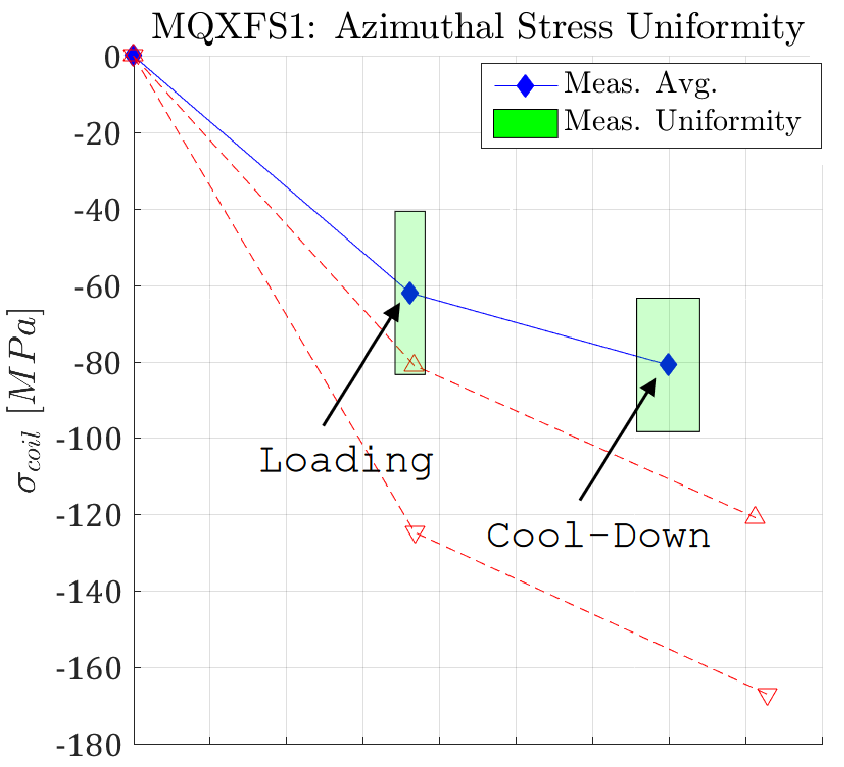 MQXFS1: Azimuthal Stress Uniformity
Meas. Avg.
Meas. Uniformity
0
-20
-40
-60
-80
-100
-120
-140
-160
-180
σcoil [MPa]
Loading
Cool-Down